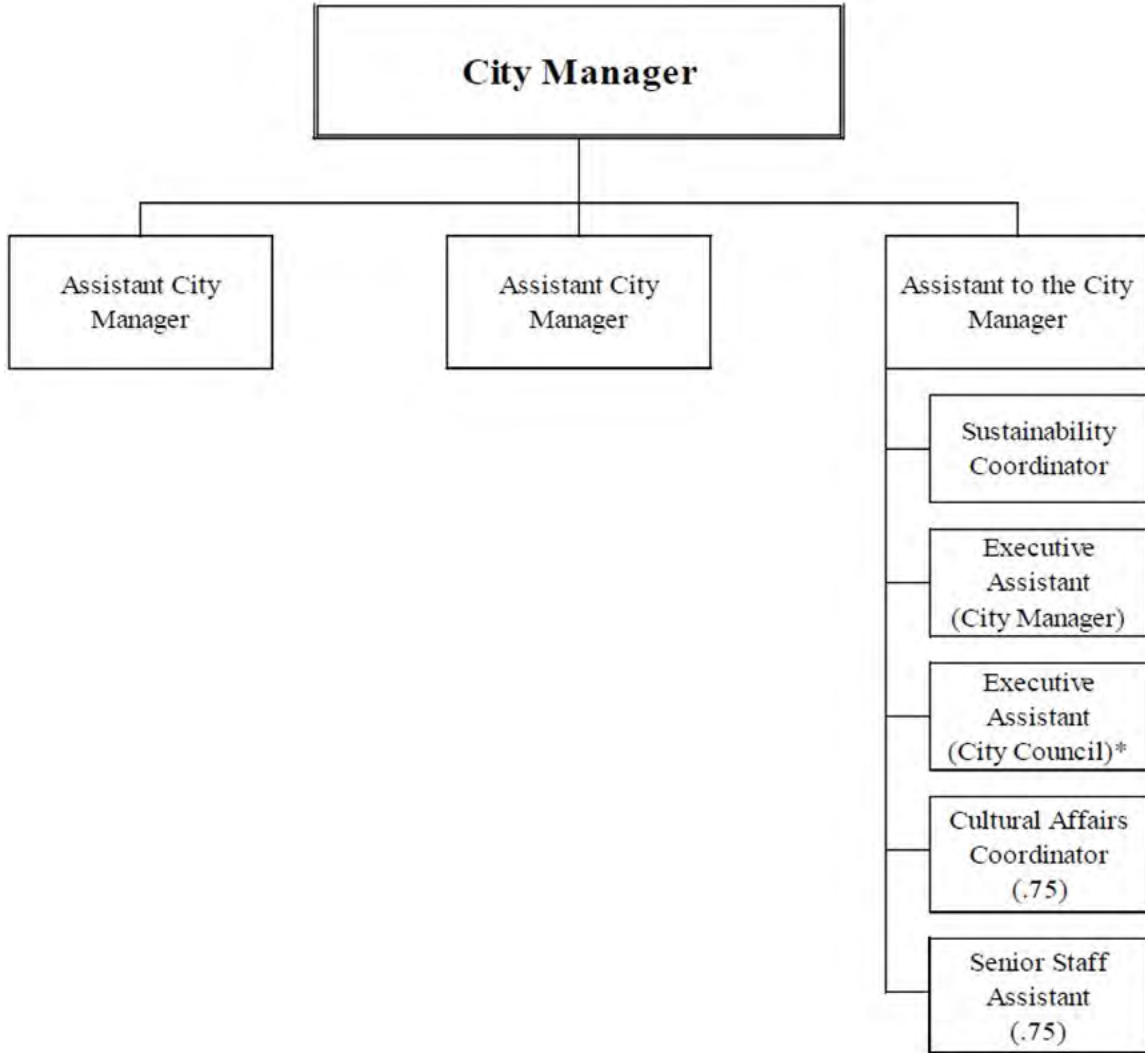 City Manager
Assistant City
Manager
Assistant City
Manager
Assistant to the City
Manager
Sustainability
Coordinator
Executive
Assistant
(City Manager)
Executive
Assistant
(City Council)*
Cultural Affairs
Coordinator
(.75)
Senior Staff
Assistant
(.75)